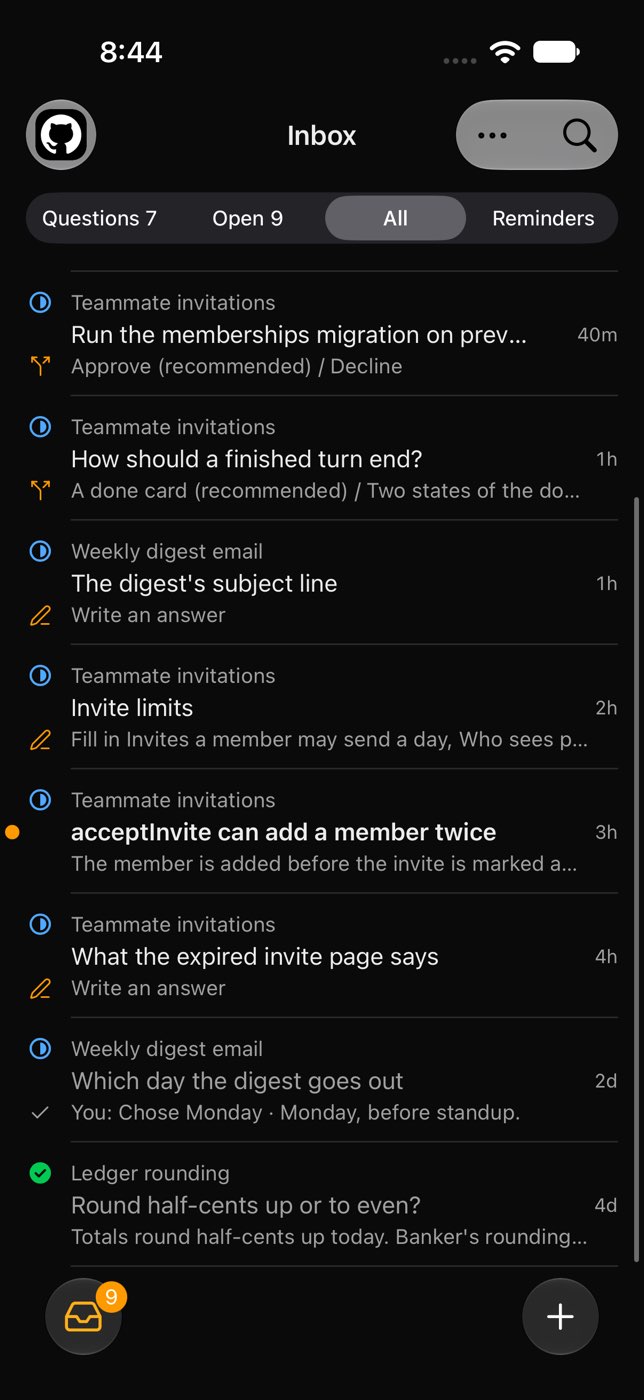 8:44
Inbox
Questions 7
Open 9
All
Reminders
Teammate invitations
Run the memberships migration on prev...
40m
Approve (recommended) / Decline
Teammate invitations
How should a finished turn end?
1h
A done card (recommended) / Two states of the do...
Weekly digest email
The digest's subject line
1h
Write an answer
Teammate invitations
Invite limits
2h
Fill in Invites a member may send a day, Who sees p...
Teammate invitations
acceptInvite can add a member twice
3h
The member is added before the invite is marked a...
Teammate invitations
What the expired invite page says
4h
Write an answer
Weekly digest email
Which day the digest goes out
2d
You: Chose Monday · Monday, before standup.
Ledger rounding
Round half-cents up or to even?
4d
Totals round half-cents up today. Banker's rounding...
9